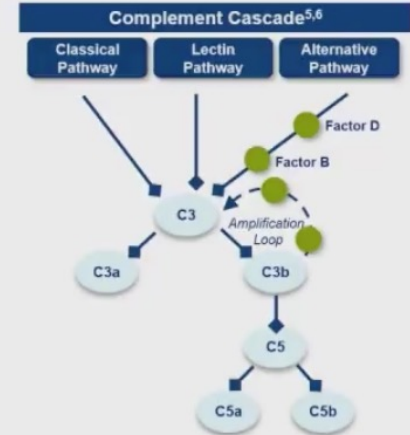 Complement Cascade5,6
Classical
Pathway
Lectin
Pathway
Alternative
Pathway
Factor D
Factor B
C3
Amplification
Loop
C3a
C3b
C5
C5a
C5b